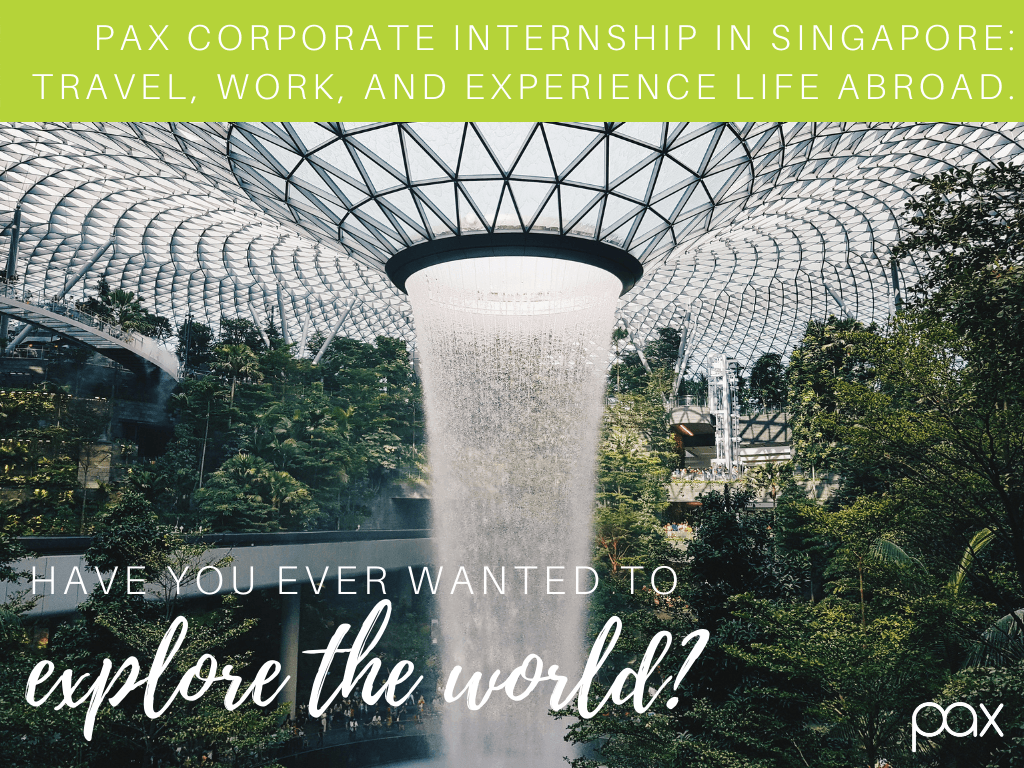 PAX CORPORATE INTERNSHIP IN SINGAPORE:
TRAVEL, WORK, AND EXPERIENCE LIFE ABROAD.
HAVE YOU EVER WANTED TO
explore the world?
pax